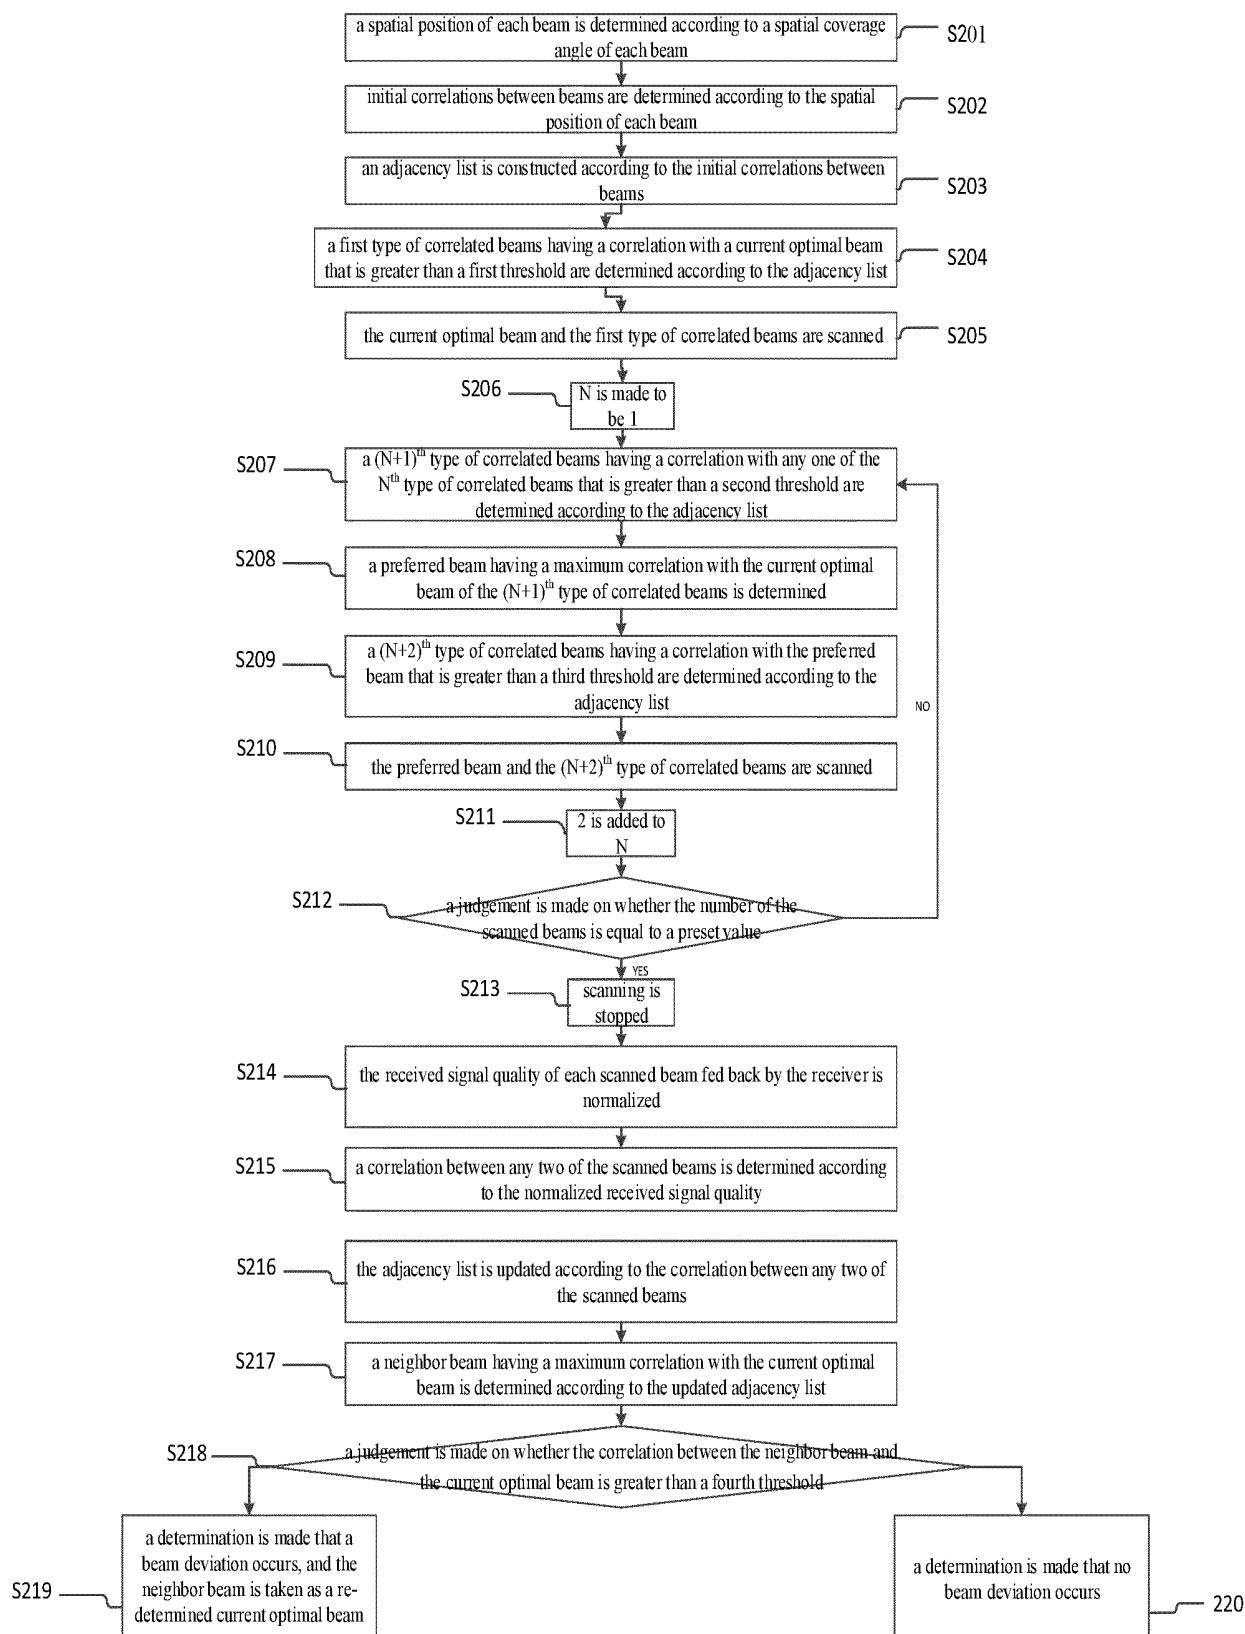 a spatial position of each beam is determined according to a spatial coverage
angle of each beam
S201
initial correlations between beams are determined according to the spatial
position of each beam
S202
an adjacency list is constructed according to the initial correlations between
beams
S203
a first type of correlated beams having a correlation with a current optimal beam
that is greater than a first threshold are determined according to the adjacency list
S204
the current optimal beam and the first type of correlated beams are scanned
S205
S206
N is made to
be 1
S207
a (N+1)th type of correlated beams having a correlation with any one of the
Nth type of correlated beams that is greater than a second threshold are
determined according to the adjacency list
S208
a preferred beam having a maximum correlation with the current optimal
beam of the (N+1)th type of correlated beams is determined
S209
a (N+2)th type of correlated beams having a correlation with the preferred
beam that is greater than a third threshold are determined according to the
adjacency list
NO
S210
the preferred beam and the (N+2)th type of correlated beams are scanned
S211
2 is added to
N
S212
a judgement is made on whether the number of the
scanned beams is equal to a preset value
YES
S213
scanning is
stopped
S214
the received signal quality of each scanned beam fed back by the receiver is
normalized
S215
a correlation between any two of the scanned beams is determined according
to the normalized received signal quality
S216
the adjacency list is updated according to the correlation between any two of
the scanned beams
S217
a neighbor beam having a maximum correlation with the current optimal
beam is determined according to the updated adjacency list
S218
a judgement is made on whether the correlation between the neighbor beam and
the current optimal beam is greater than a fourth threshold
S219
a determination is made that a
beam deviation occurs, and the
neighbor beam is taken as a re-
determined current optimal beam
a determination is made that no
beam deviation occurs
220